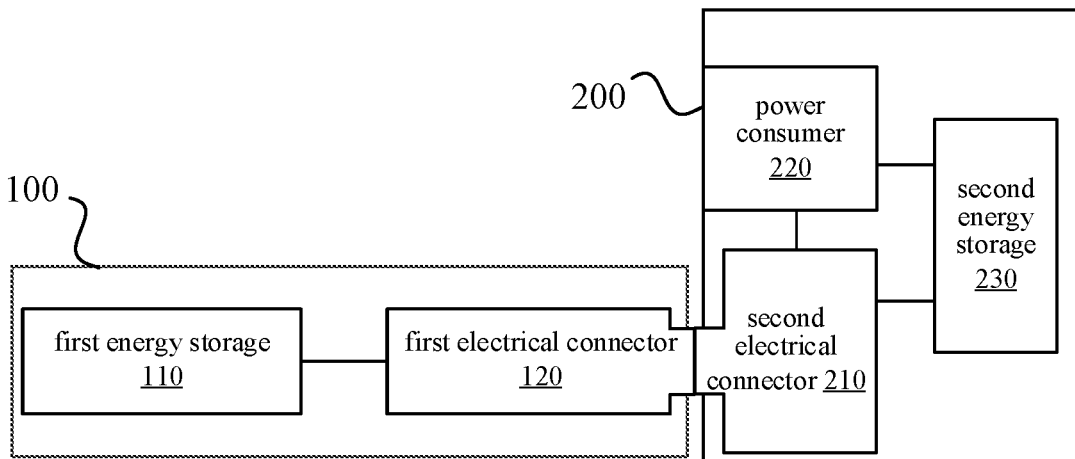 200
power
consumer
220
second
energy
storage
230
100
first energy storage
110
first electrical connector
120
second
electrical
connector 210